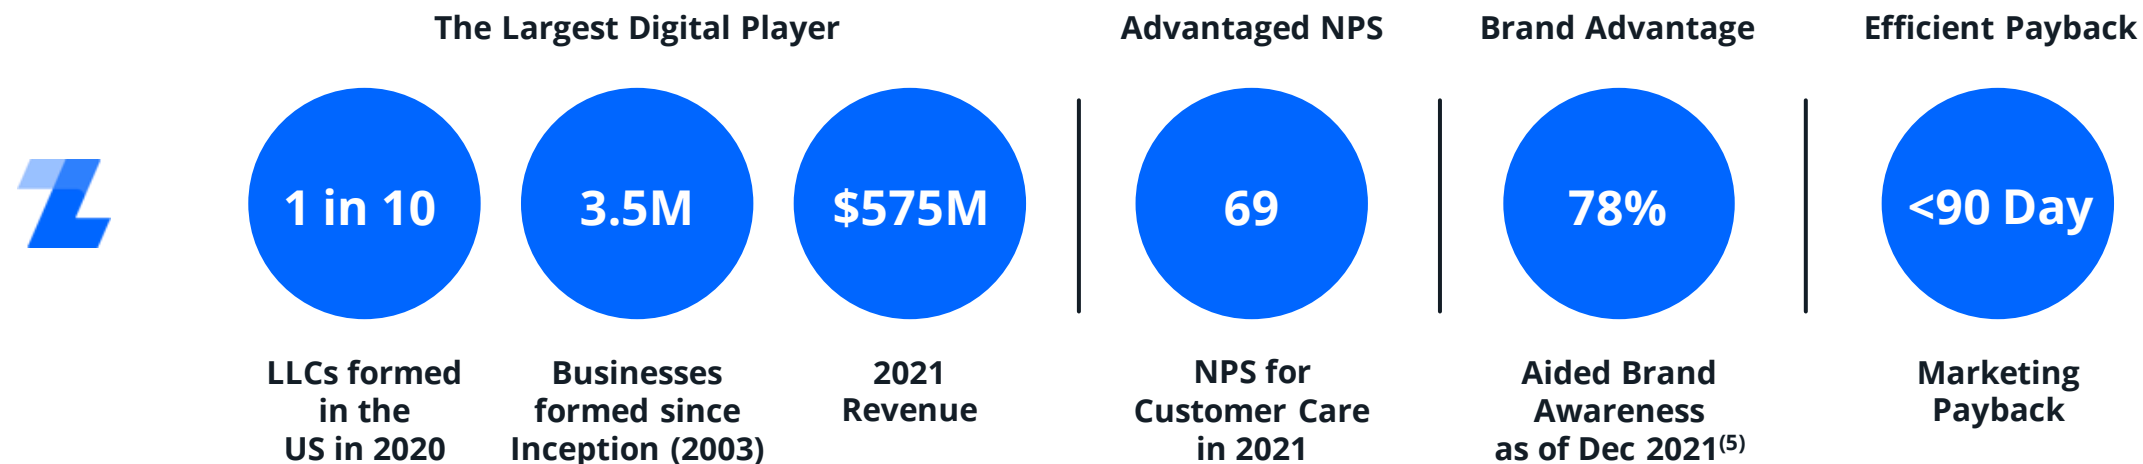 The Largest Digital Player
Advantaged NPS
Brand Advantage
Efficient Payback
1 in 10
3.5M
$575M
69
78%
<90 Day
LLCs formed
in the
US in 2020
Businesses
formed since
Inception (2003)
2021
Revenue
NPS for
Customer Care
in 2021
Aided Brand
Awareness
as of Dec 2021(5)
Marketing
Payback